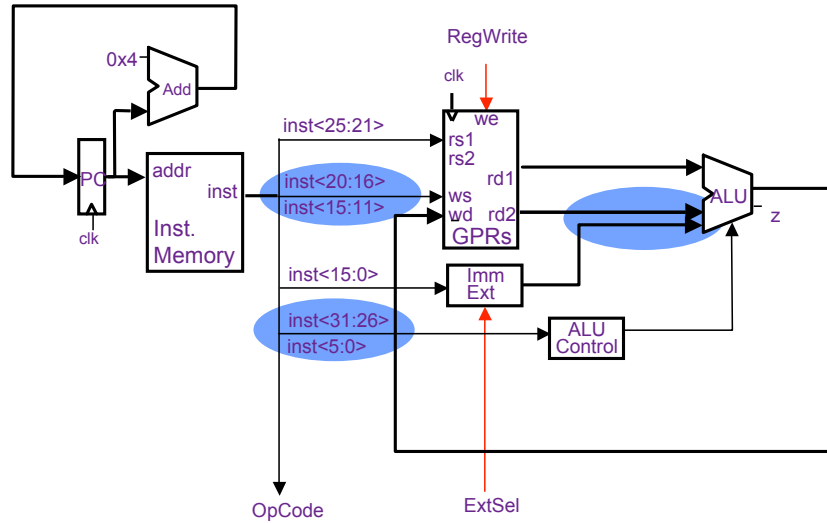 RegWrite
0x4
Add
clk
inst<25:21>
we
rs1
rs2
PC
addr
inst
inst<20:16>
rd1
ALU
ws
inst<15:11>
wd
rd2
z
clk
Inst.
Memory
GPRs
inst<15:0>
Imm
Ext
inst<31:26>
ALU
Control
inst<5:0>
OpCode
ExtSel